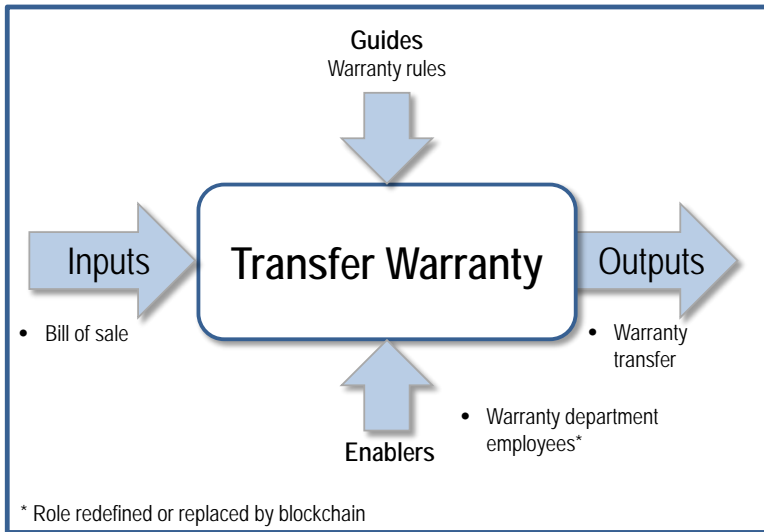 Guides
Warranty rules
Inputs
Transfer Warranty
Outputs
• Bill of sale
• Warranty
transfer
Enablers
• Warranty department
employees*
* Role redefined or replaced by blockchain